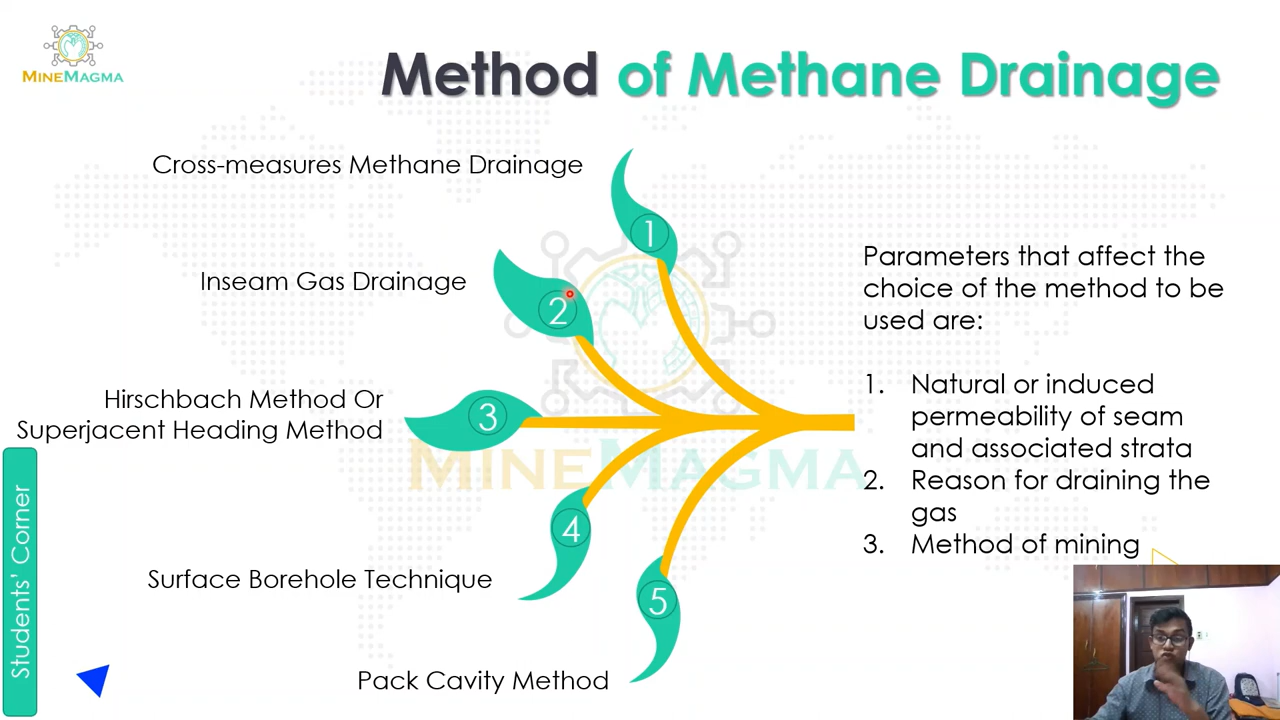 MINEMAGMA
Method of Methane Drainage
Cross-measures Methane Drainage
1
Inseam Gas Drainage
2
Hirschbach Method Or
Superjacent Heading Method
3
4
Surface Borehole Technique
5
Pack Cavity Method
Parameters that affect the
choice of the method to be
used are:
1. Natural or induced
permeability of seam
and associated strata
2. Reason for draining the
gas
3. Method of mining
MINEMAGMA
Students' Corner